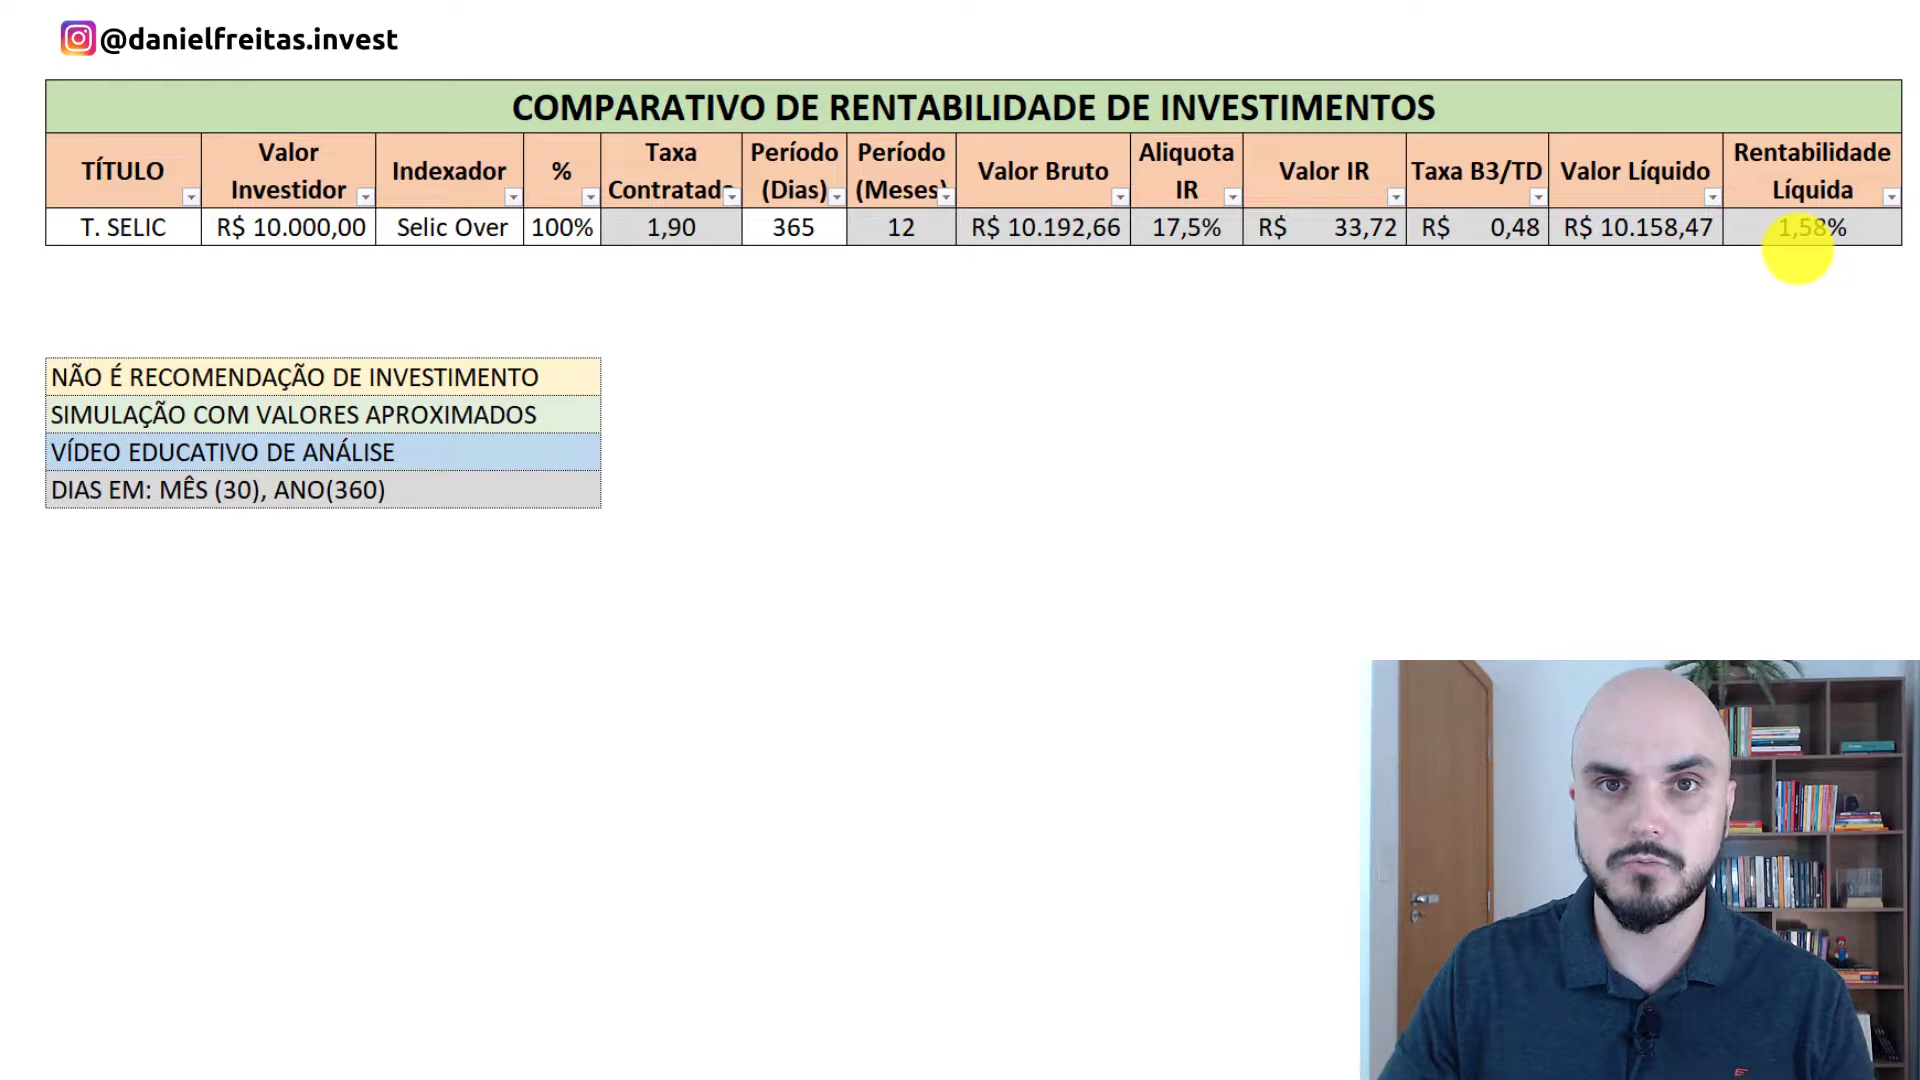 @danielfreitas.invest
COMPARATIVO DE RENTABILIDADE DE INVESTIMENTOS
TÍTULO Valor Investidor Indexador % Taxa Contratada Período (Dias) Período (Meses) Valor Bruto Aliquota IR Valor IR Taxa B3/TD Valor Líquido Rentabilidade Líquida
T. SELIC R$ 10.000,00 Selic Over 100% 1,90 365 12 R$ 10.192,66 17,5% R$ 33,72 R$ 0,48 R$ 10.158,47 1,58%
NÃO É RECOMENDAÇÃO DE INVESTIMENTO
SIMULAÇÃO COM VALORES APROXIMADOS
VÍDEO EDUCATIVO DE ANÁLISE
DIAS EM: MÊS (30), ANO(360)